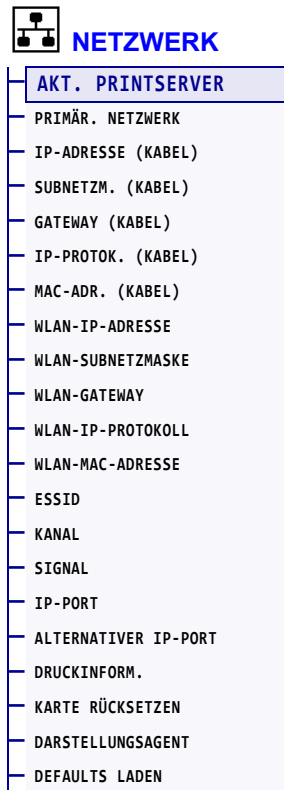 NETZWERK
AKT. PRINTSERVER
PRIMÄR. NETZWERK
IP-ADRESSE (KABEL)
SUBNETZM. (KABEL)
GATEWAY (KABEL)
IP-PROTOK. (KABEL)
MAC-ADR. (KABEL)
WLAN-IP-ADRESSE
WLAN-SUBNETZMASKE
WLAN-GATEWAY
WLAN-IP-PROTOKOLL
WLAN-MAC-ADRESSE
ESSID
KANAL
SIGNAL
IP-PORT
ALTERNATIVER IP-PORT
DRUCKINFORM.
KARTE RÜCKSETZEN
DARSTELLUNGSAGENT
DEFAULTS LADEN